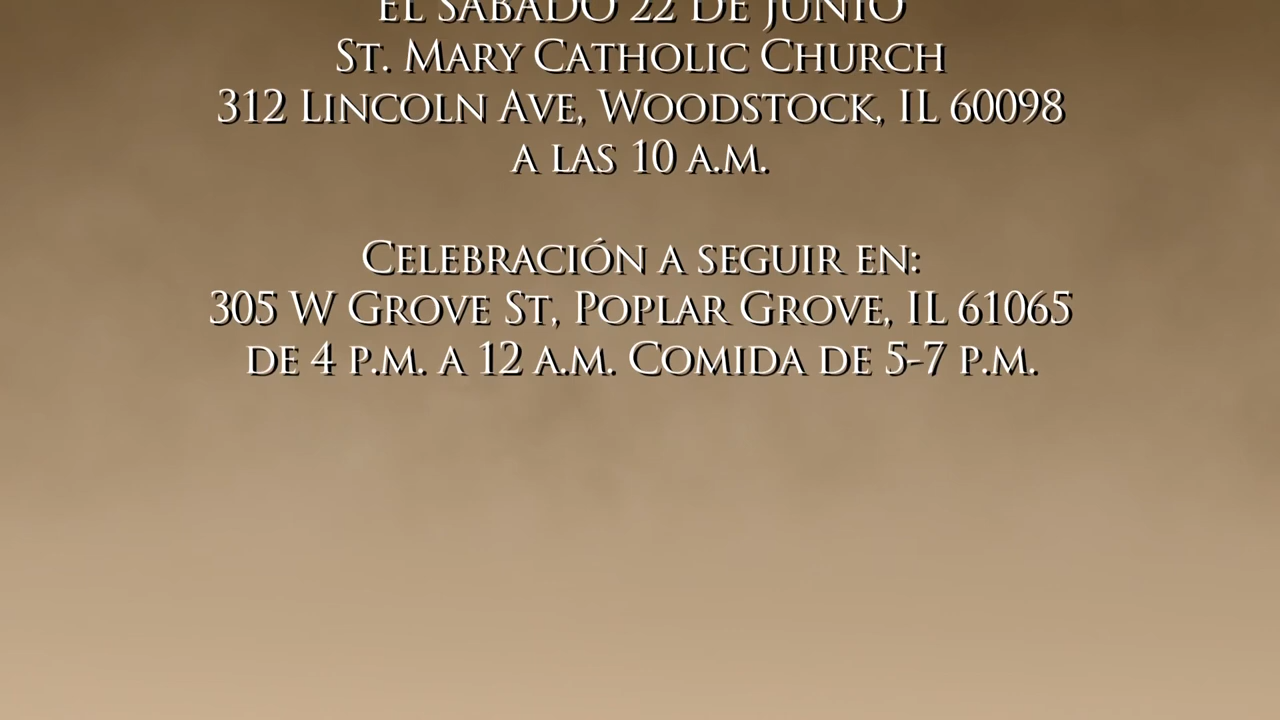 EL SÁBADO 22 DE JUNIO
ST. MARY CATHOLIC CHURCH
312 LINCOLN AVE, WOODSTOCK, IL 60098
A LAS 10 A.M.
CELEBRACIÓN A SEGUIR EN:
305 W GROVE ST, POPLAR GROVE, IL 61065
DE 4 P.M. A 12 A.M. COMIDA DE 5-7 P.M.